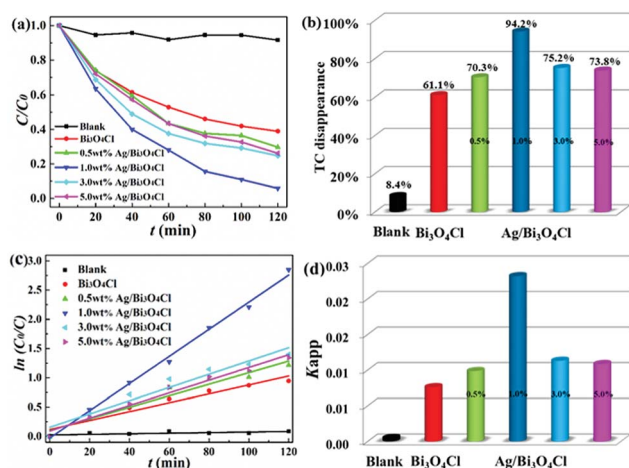 (a)
C/C₀
1.0
0.8
0.6
0.4
0.2
0.0
Blank
Bi₃O₄Cl
0.5wt% Ag/Bi₃O₄Cl
1.0wt% Ag/Bi₃O₄Cl
3.0wt% Ag/Bi₃O₄Cl
5.0wt% Ag/Bi₃O₄Cl
0 20 40 60 80 100 120
t (min)
(b)
TC disappearance
100%
80%
60%
40%
20%
0%
8.4%
61.1%
70.3%
94.2%
75.2%
73.8%
0.5%
1.0%
3.0%
5.0%
Blank Bi₃O₄Cl Ag/Bi₃O₄Cl
(c)
ln (C₀/C)
3.0
2.5
2.0
1.5
1.0
0.5
0.0
Blank
Bi₃O₄Cl
0.5wt% Ag/Bi₃O₄Cl
1.0wt% Ag/Bi₃O₄Cl
3.0wt% Ag/Bi₃O₄Cl
5.0wt% Ag/Bi₃O₄Cl
0 20 40 60 80 100 120
t (min)
(d)
Kapp
0.03
0.02
0.02
0.01
0.01
0.00
0.5%
1.0%
3.0%
5.0%
Blank Bi₃O₄Cl Ag/Bi₃O₄Cl